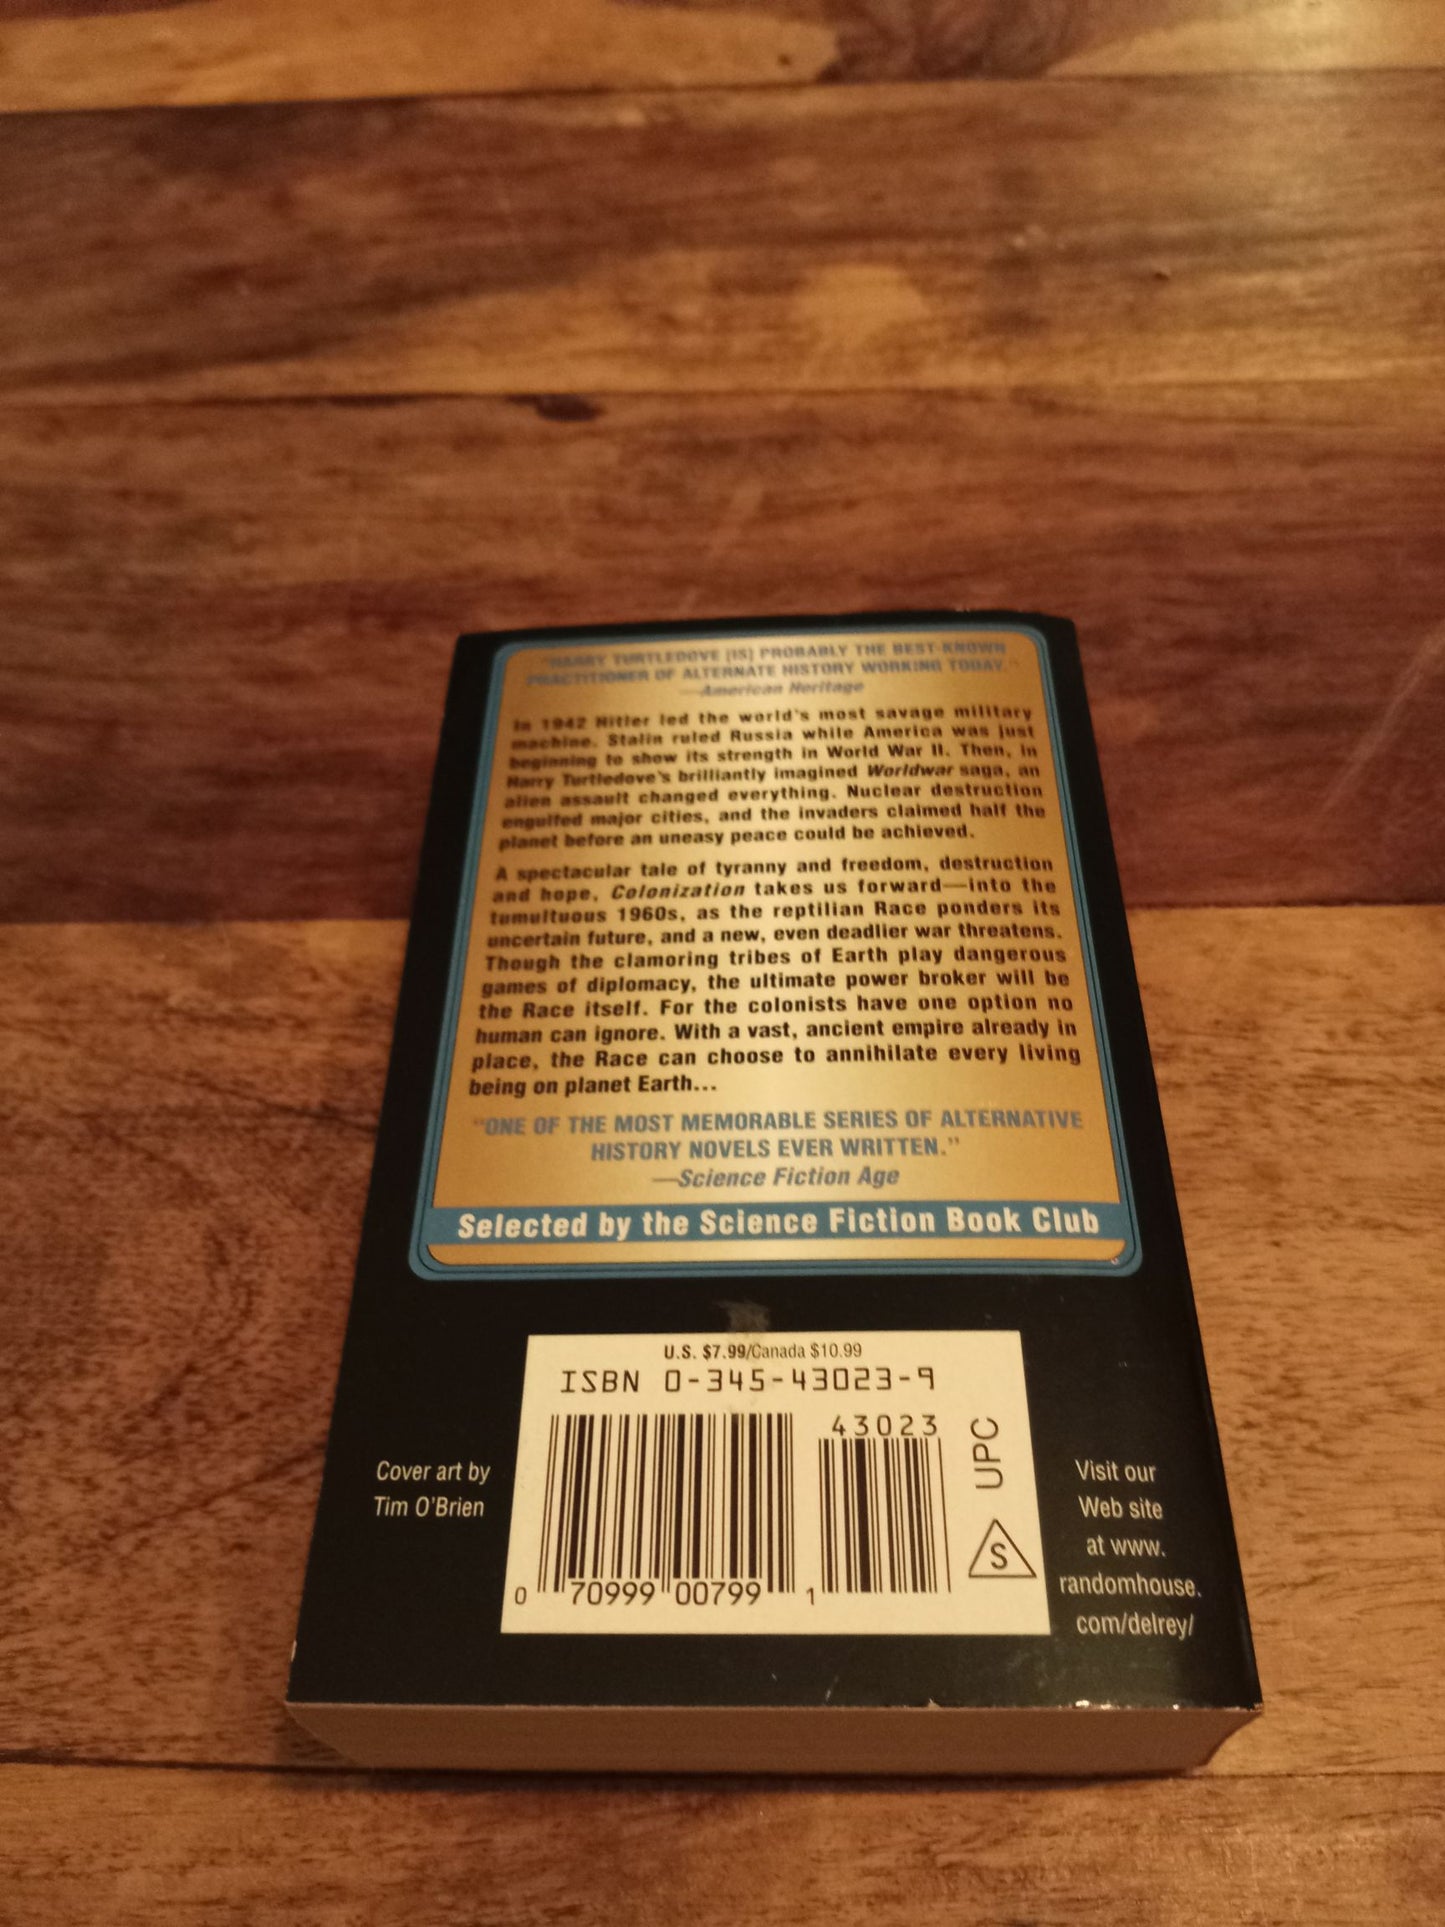 "HARRY TURTLEDOVE [IS] PROBABLY THE BEST-KNOWN
PRACTITIONER OF ALTERNATE HISTORY WORKING TODAY."
—American Heritage
In 1942 Hitler led the world's most savage military
machine. Stalin ruled Russia while America was just
beginning to show its strength in World War II. Then, in
Harry Turtledove's brilliantly imagined Worldwar saga, an
alien assault changed everything. Nuclear destruction
engulfed major cities, and the invaders claimed half the
planet before an uneasy peace could be achieved.
A spectacular tale of tyranny and freedom, destruction
and hope, Colonization takes us forward—into the
tumultuous 1960s, as the reptilian Race ponders its
uncertain future, and a new, even deadlier war threatens.
Though the clamoring tribes of Earth play dangerous
games of diplomacy, the ultimate power broker will be
the Race itself. For the colonists have one option no
human can ignore. With a vast, ancient empire already in
place, the Race can choose to annihilate every living
being on planet Earth...
"ONE OF THE MOST MEMORABLE SERIES OF ALTERNATIVE
HISTORY NOVELS EVER WRITTEN."
—Science Fiction Age
Selected by the Science Fiction Book Club
U.S. $7.99/Canada $10.99
ISBN 0-345-43023-9
43023
UPC
S
0 70999 00799 1
Cover art by
Tim O'Brien
Visit our
Web site
at www.
randomhouse.
com/delrey/